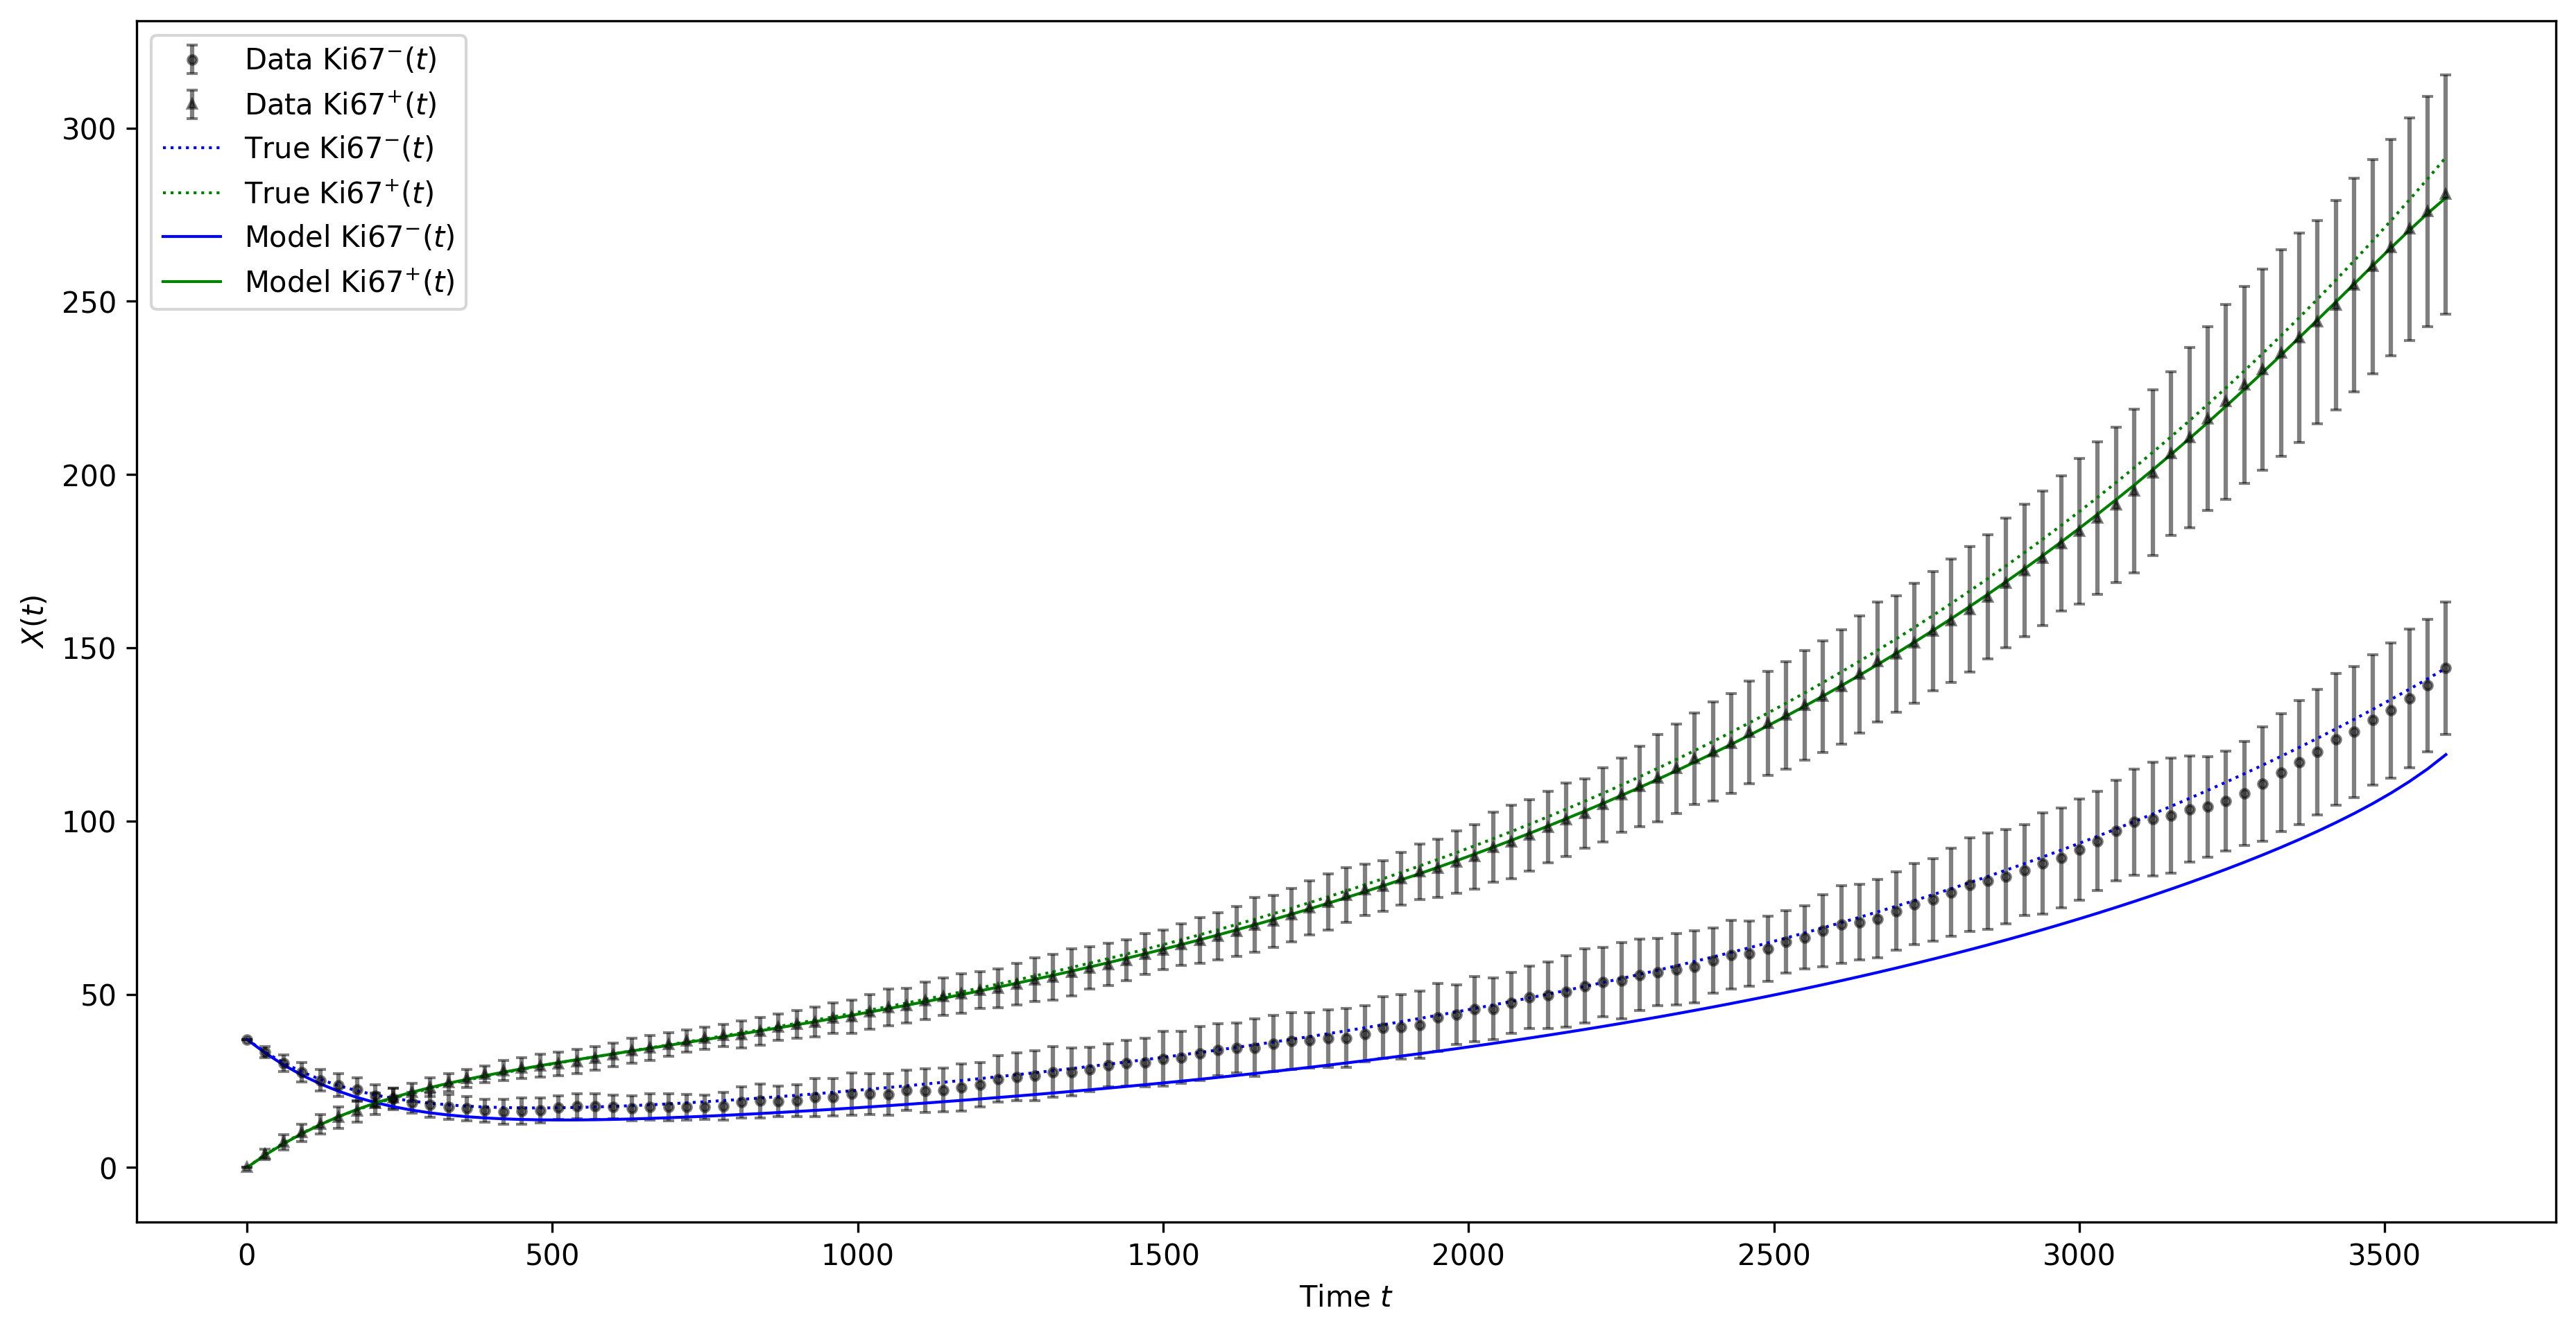 Data Ki67⁻(t)
Data Ki67⁺(t)
True Ki67⁻(t)
True Ki67⁺(t)
Model Ki67⁻(t)
Model Ki67⁺(t)
300
250
200
150
100
50
0
X(t)
0 500 1000 1500 2000 2500 3000 3500
Time t